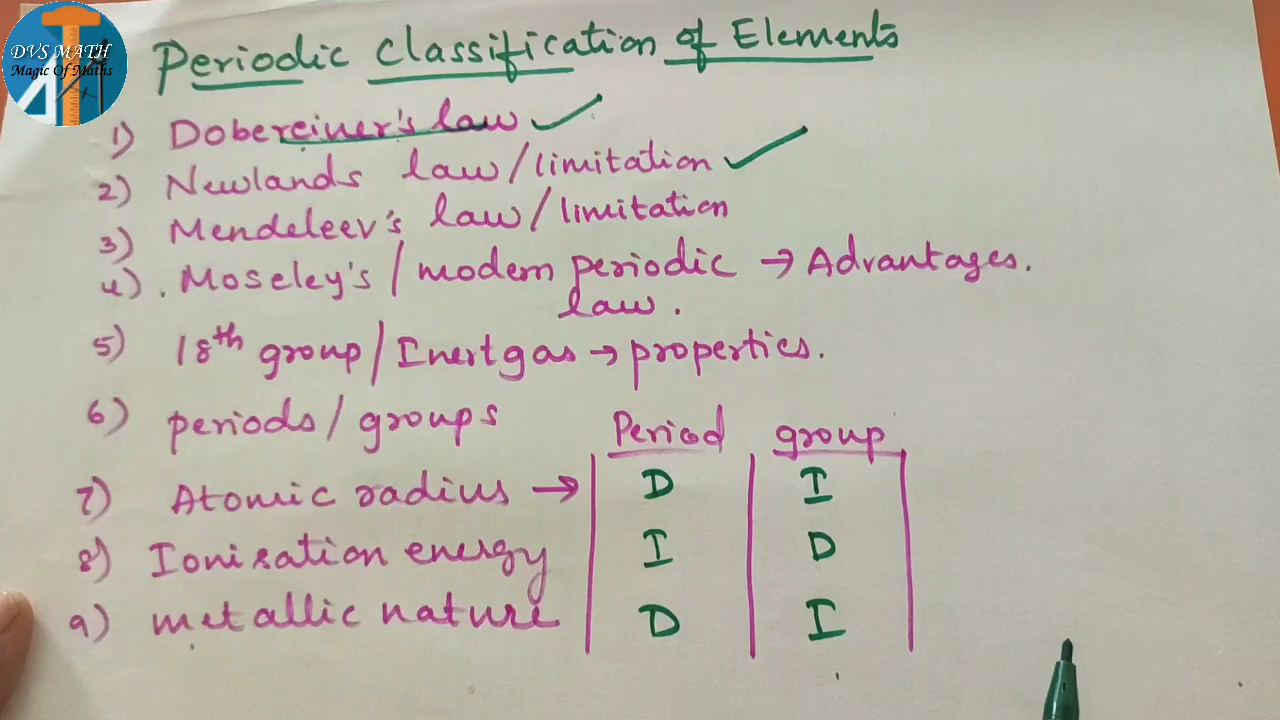 DVS MATH
Magic Of Maths
Periodic Classification of Elements
1) Dobereiner's law ✓
2) Newlands law/limitation ✓
3) Mendeleev's law/limitation
4). Moseley's/modern periodic → Advantages.
law.
5) 18th group/Inert gas → properties.
6) periods/groups
Period group
7) Atomic radius → D I
8) Ionisation energy I D
9) metallic nature D I